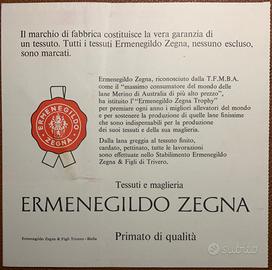 Il marchio di fabbrica costituisce la vera garanzia di
un tessuto. Tutti i tessuti Ermenegildo Zegna, nessuno escluso,
sono marcati.
Ermenegildo Zegna, riconosciuto dalla T.F.M.B.A.
come il "massimo consumatore del mondo delle
lane Merino di Australia di più alto prezzo",
ha istituito l'"Ermenegildo Zegna Trophy"
per premiare ogni anno i migliori allevatori del mondo
e per sostenere la produzione di quelle lane finissime
che sono indispensabili per la produzione
dei suoi tessuti e della sua maglieria.
Dalla lana greggia al tessuto finito,
cardato, pettinato, tutte le lavorazioni
sono effettuate nello Stabilimento Ermenegildo
Zegna & Figli di Trivero.
ERMENEGILDO
ZEGNA
Tessuti e maglieria
ERMENEGILDO ZEGNA
Ermenegildo Zegna & Figli Trivero - Biella
Primato di qualità
subito